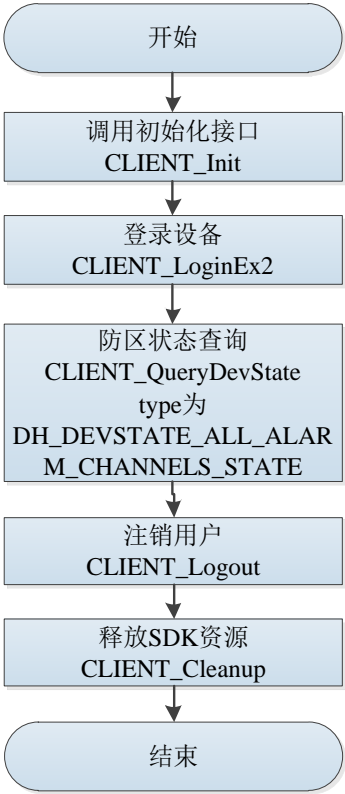 开始
调用初始化接口
CLIENT_Init
登录设备
CLIENT_LoginEx2
防区状态查询
CLIENT_QueryDevState
type为
DH_DEVSTATE_ALL_ALAR
M_CHANNELS_STATE
注销用户
CLIENT_Logout
释放SDK资源
CLIENT_Cleanup
结束